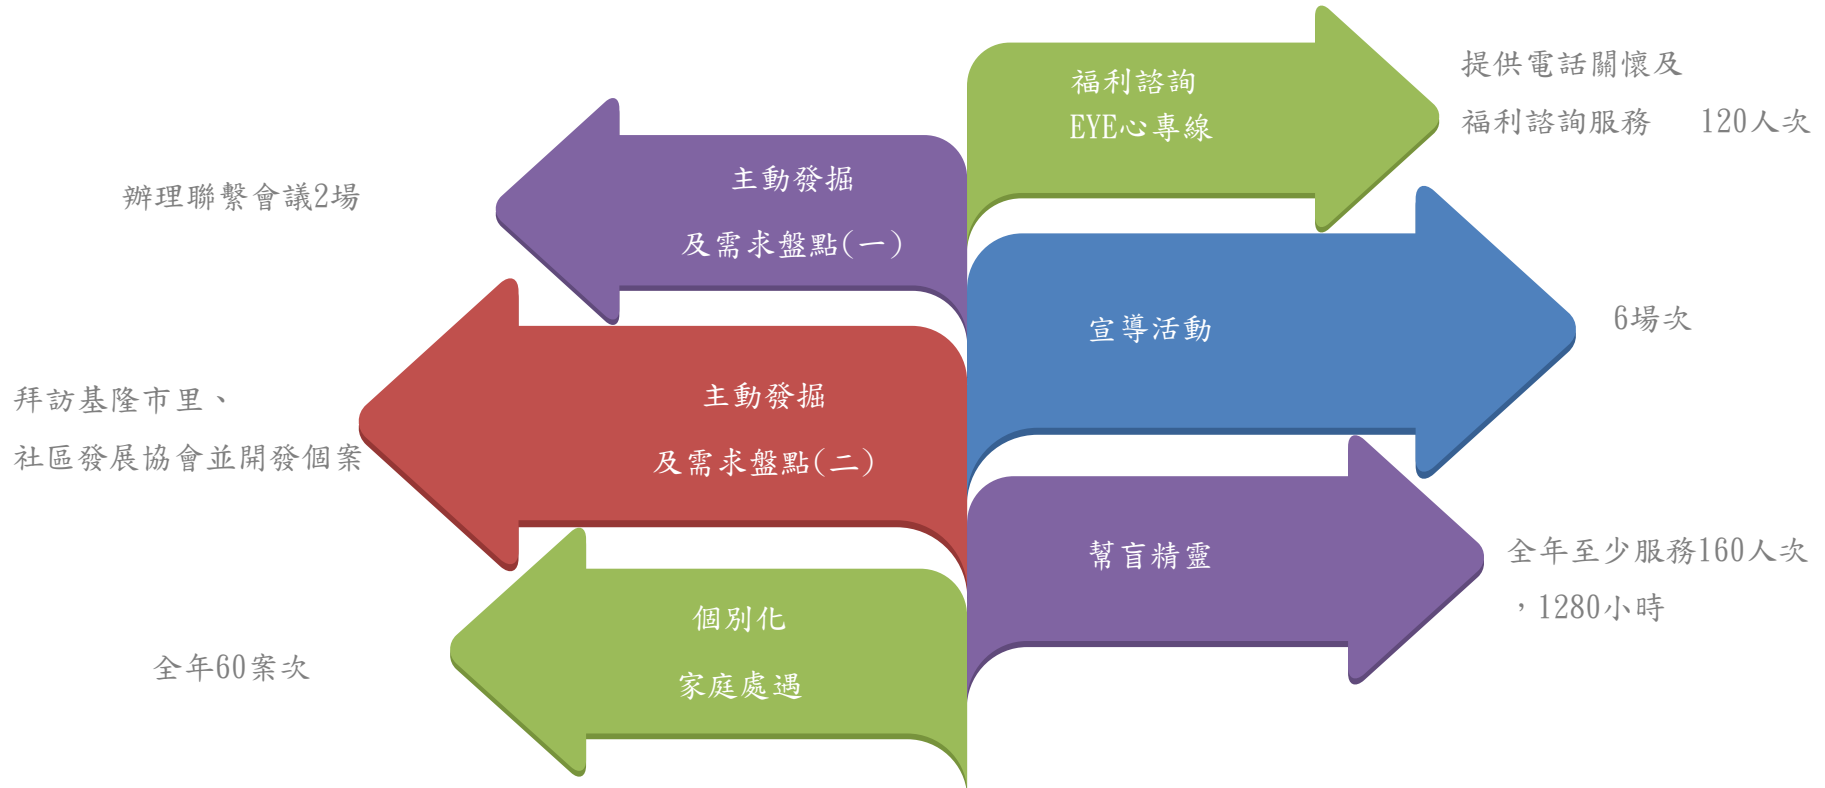 福利諮詢
EYE心專線
提供電話關懷及
福利諮詢服務 120人次
主動發掘
及需求盤點(一)
辦理聯繫會議2場
宣導活動
6場次
主動發掘
及需求盤點(二)
拜訪基隆市里、
社區發展協會並開發個案
幫盲精靈
全年至少服務160人次
，1280小時
個別化
家庭處遇
全年60案次